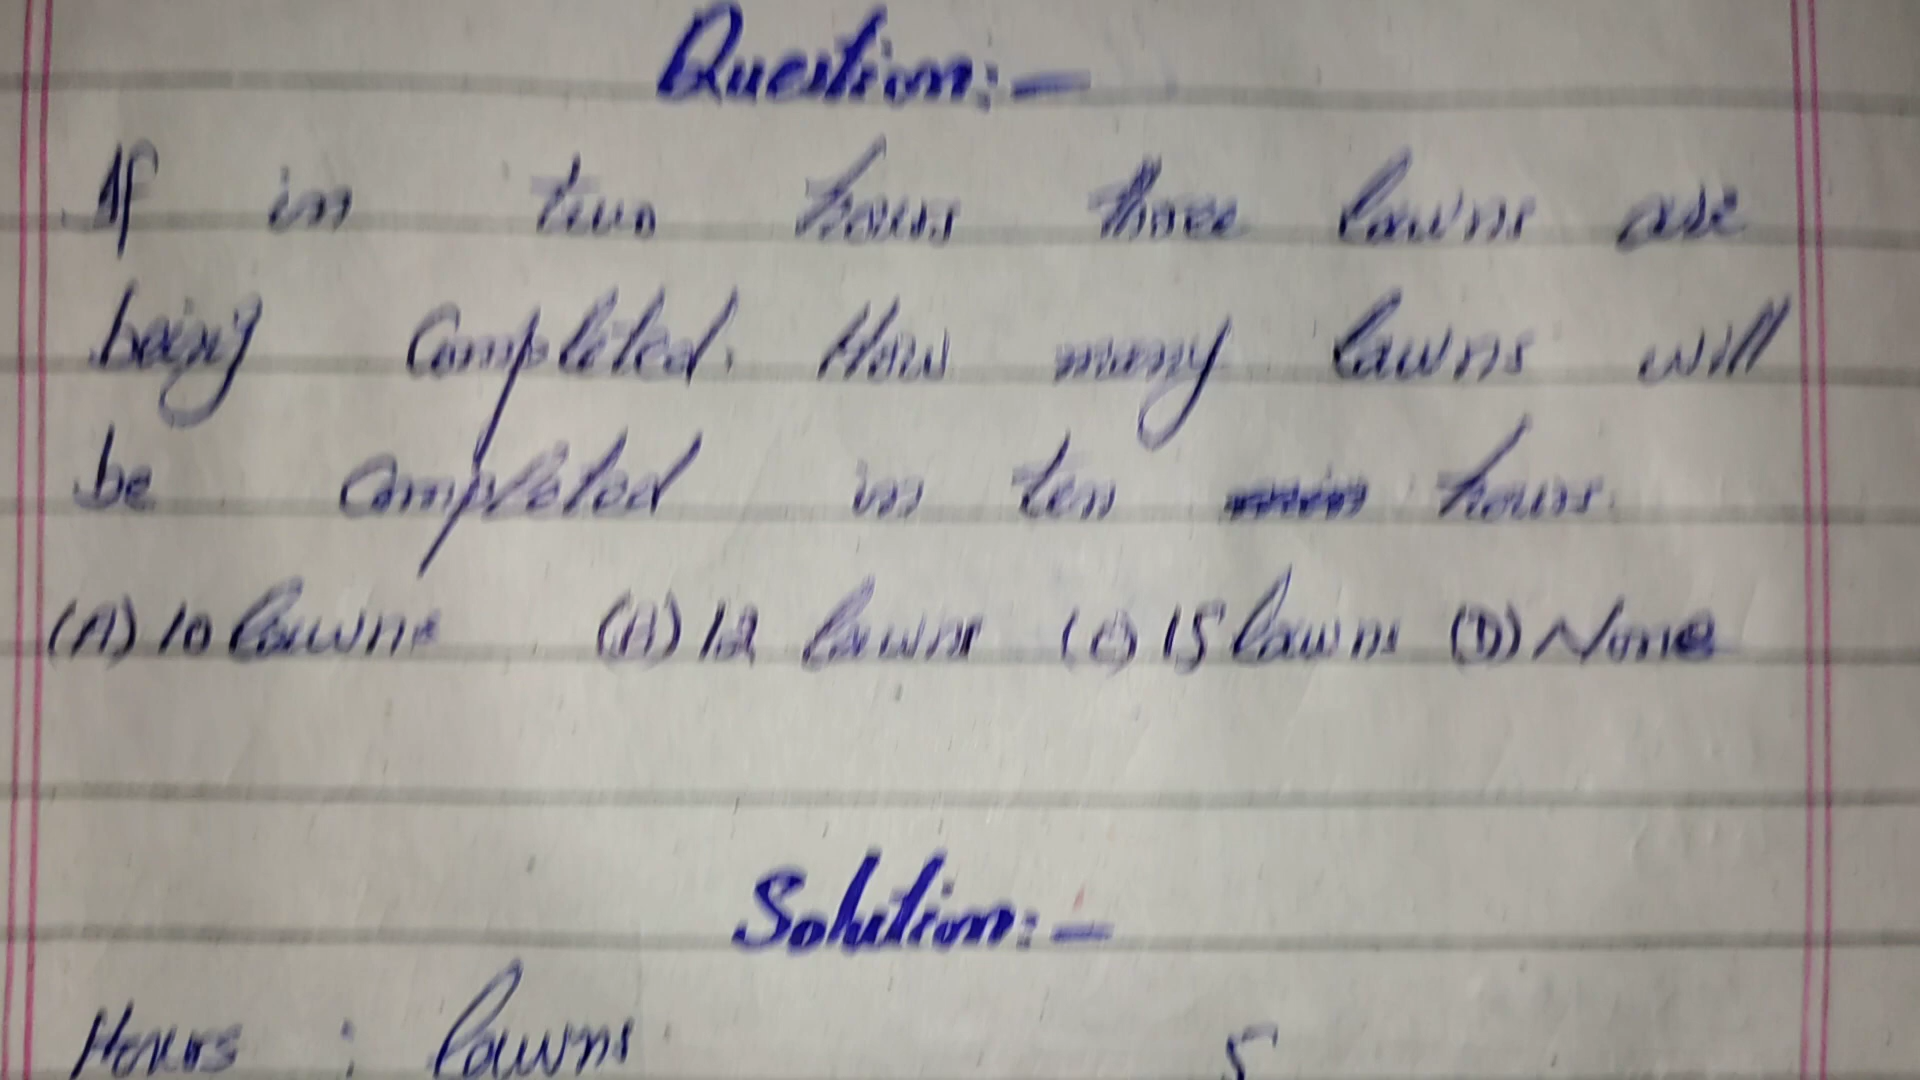 Question:-
If in two hours three lawns are
being Completed. How many lawns will
be Completed in ten hours.
(A) 10 lawns (B) 12 lawns (C) 15 lawns (D) None
Solution:-
Hours : lawns 5